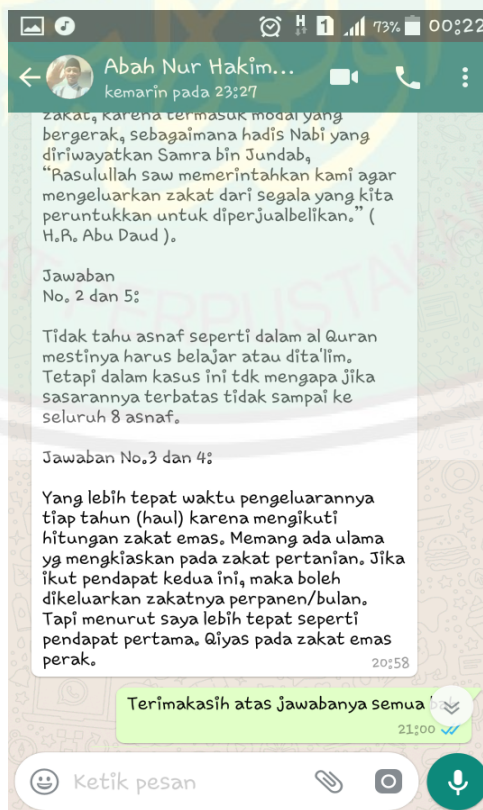 H 1 73% 00:22
Abah Nur Hakim...
kemarin pada 23:27
zakat, karena termasuk modal yang
bergerak, sebagaimana hadis Nabi yang
diriwayatkan Samra bin Jundab,
“Rasulullah saw memerintahkan kami agar
mengeluarkan zakat dari segala yang kita
peruntukkan untuk diperjualbelikan.” (
H.R. Abu Daud ).
Jawaban
No. 2 dan 5:
Tidak tahu asnaf seperti dalam al Quran
mestinya harus belajar atau dita'lim.
Tetapi dalam kasus ini tdk mengapa jika
sasarannya terbatas tidak sampai ke
seluruh 8 asnaf.
Jawaban No.3 dan 4:
Yang lebih tepat waktu pengeluarannya
tiap tahun (haul) karena mengikuti
hitungan zakat emas. Memang ada ulama
yg mengkiaskan pada zakat pertanian. Jika
ikut pendapat kedua ini, maka boleh
dikeluarkan zakatnya perpanen/bulan.
Tapi menurut saya lebih tepat seperti
pendapat pertama. Qiyas pada zakat emas
perak.
20:58
Terimakasih atas jawabanya semua
21:00
Ketik pesan